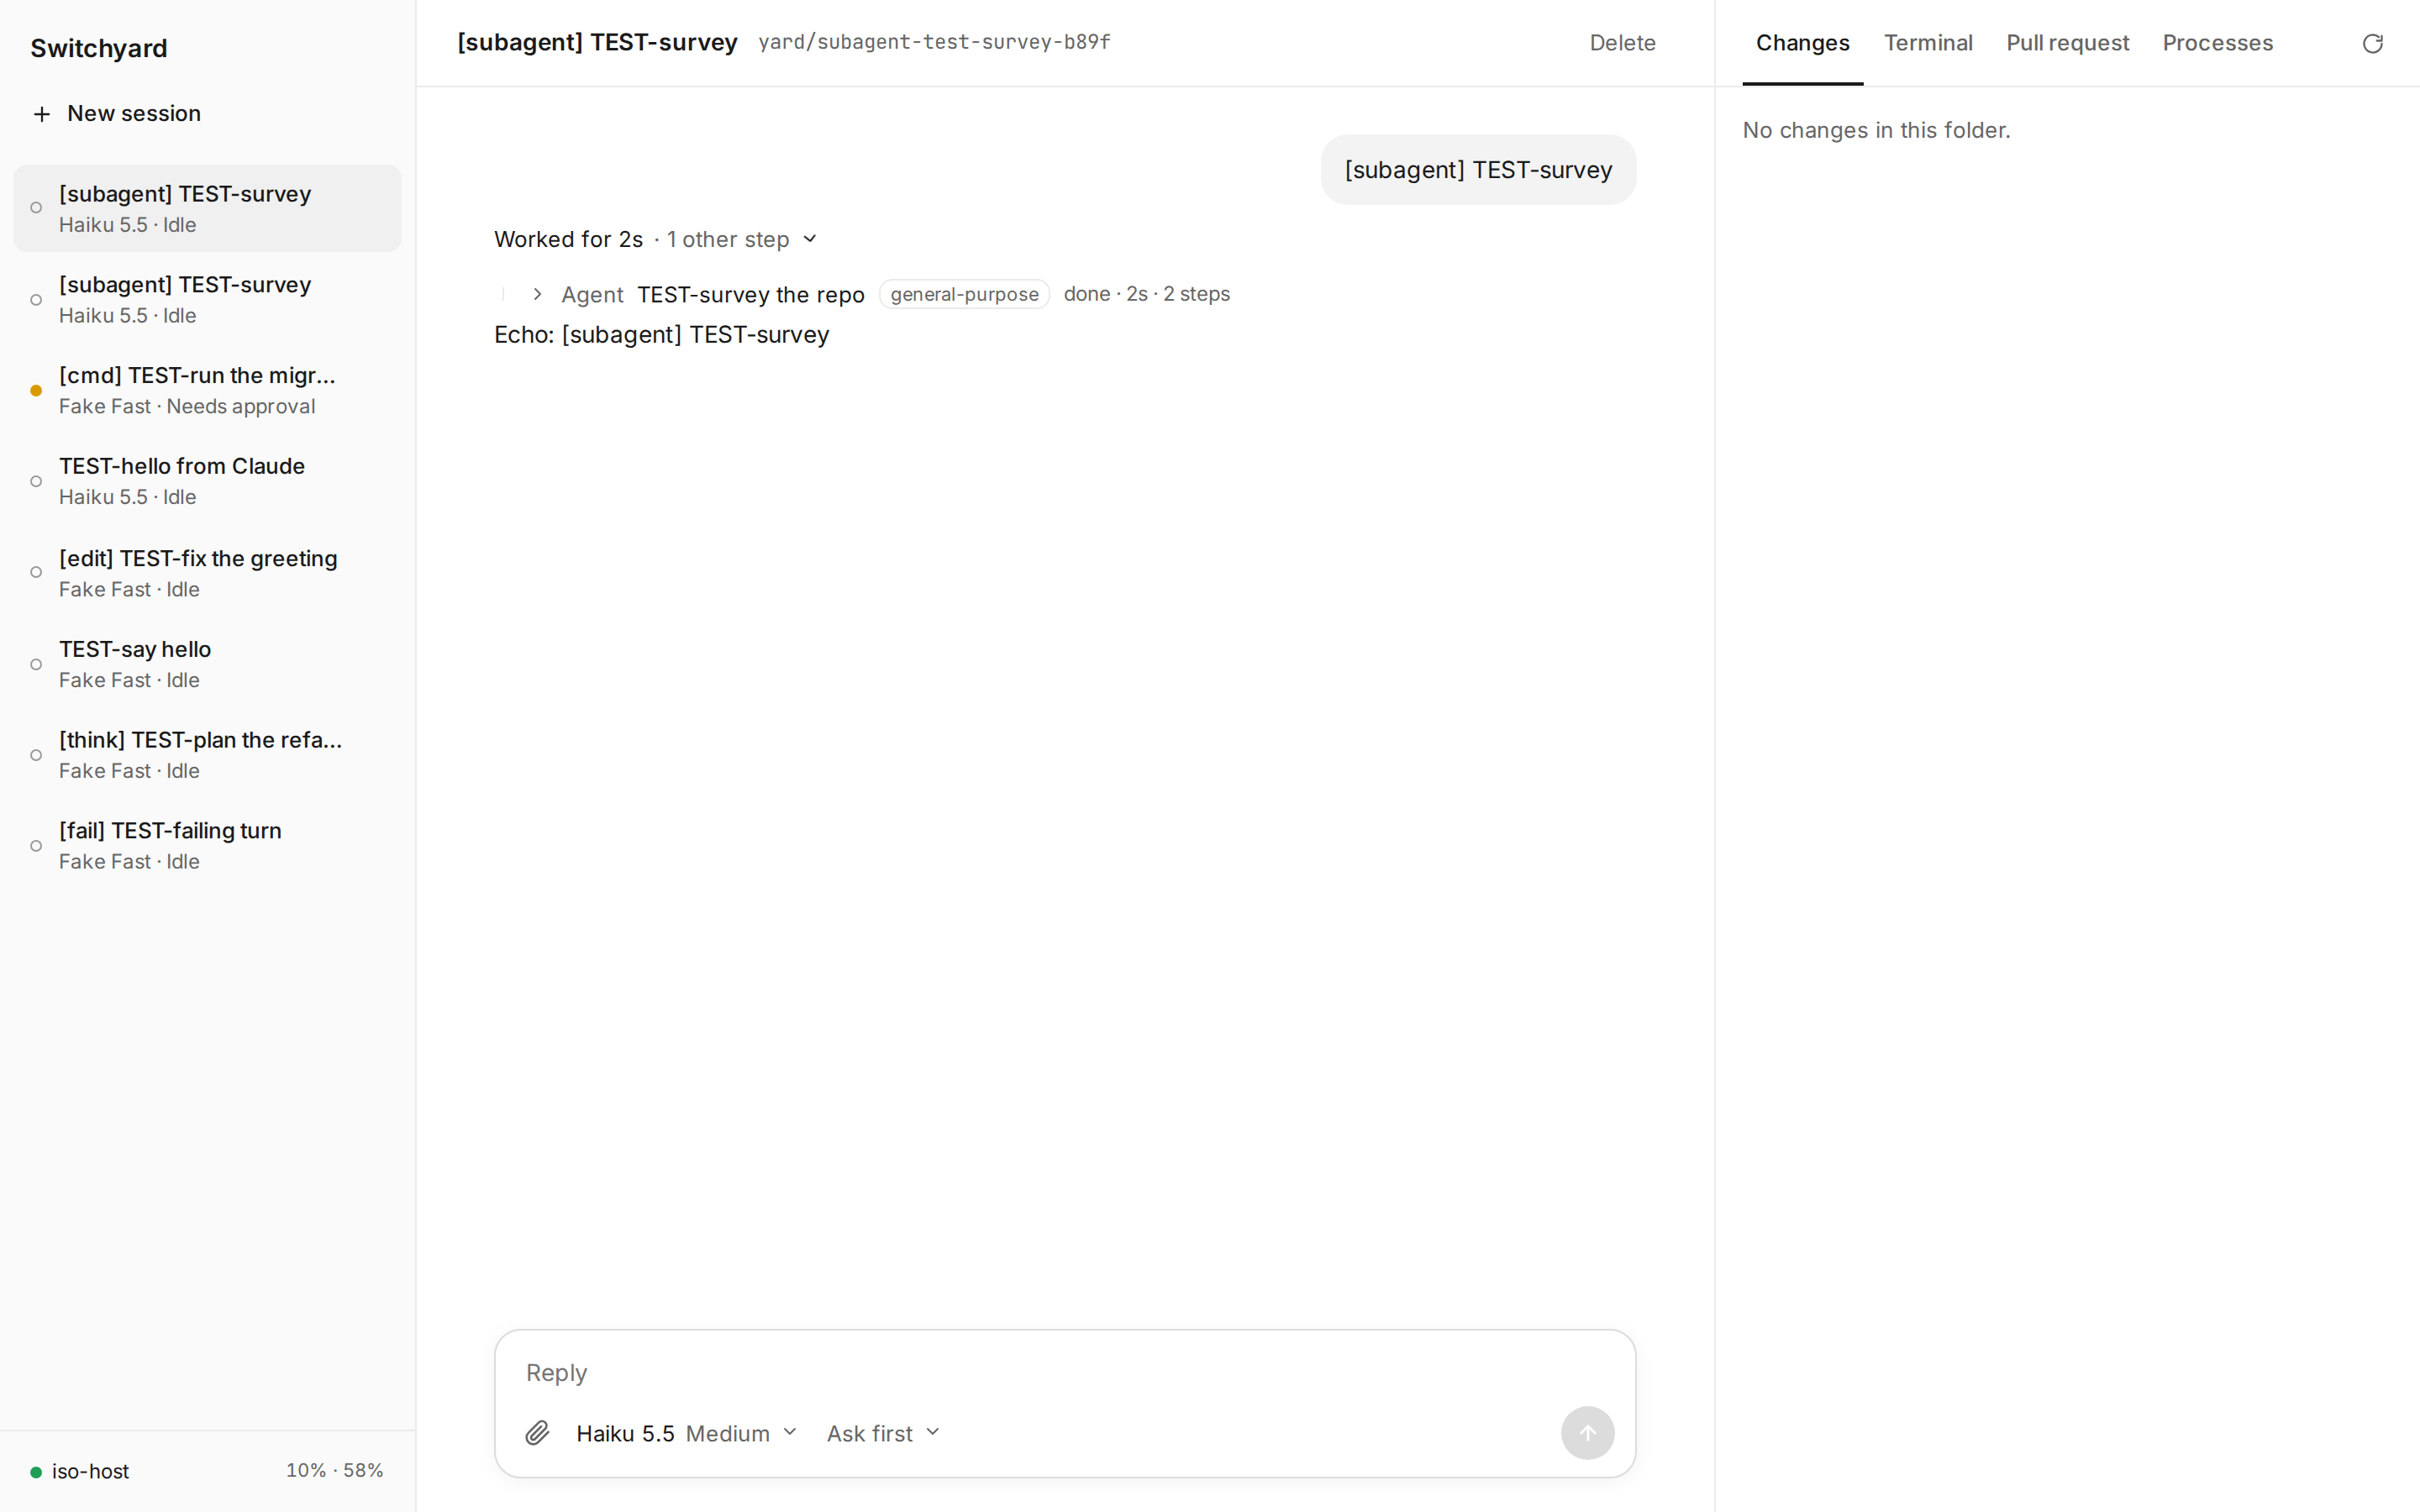 Switchyard
New session
[subagent] TEST-survey
Haiku 5.5 · Idle
[subagent] TEST-survey
Haiku 5.5 · Idle
[cmd] TEST-run the migr...
Fake Fast · Needs approval
TEST-hello from Claude
Haiku 5.5 · Idle
[edit] TEST-fix the greeting
Fake Fast · Idle
TEST-say hello
Fake Fast · Idle
[think] TEST-plan the refa...
Fake Fast · Idle
[fail] TEST-failing turn
Fake Fast · Idle
iso-host 10% · 58%
[subagent] TEST-survey yard/subagent-test-survey-b89f Delete
[subagent] TEST-survey
Worked for 2s · 1 other step
Agent TEST-survey the repo general-purpose done · 2s · 2 steps
Echo: [subagent] TEST-survey
Reply
Haiku 5.5 Medium Ask first
Changes Terminal Pull request Processes
No changes in this folder.